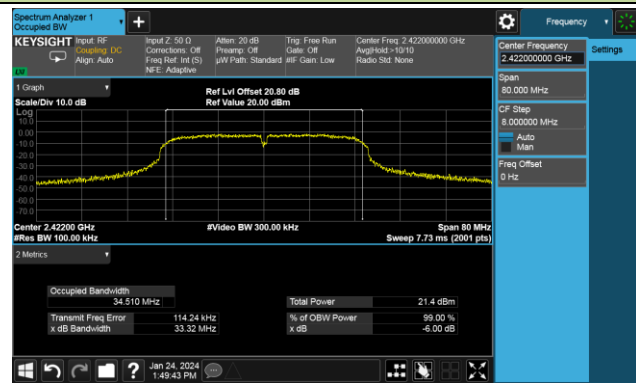 Spectrum Analyzer 1
Occupied BW
Frequency
KEYSIGHT
Input: RF
Coupling: DC
Align: Auto
Input Z: 50 Ω
Corrections: Off
Freq Ref: Int (S)
NFE: Adaptive
Atten: 20 dB
Preamp: Off
µW Path: Standard
Trig: Free Run
Gate: Off
#IF Gain: Low
Center Freq: 2.422000000 GHz
Avg|Hold:>10/10
Radio Std: None
Center Frequency
2.422000000 GHz
Settings
Span
80.000 MHz
CF Step
8.000000 MHz
Auto
Man
Freq Offset
0 Hz
1 Graph
Scale/Div 10.0 dB
Ref Lvl Offset 20.80 dB
Ref Value 20.00 dBm
Log
10.0
0.00
-10.0
-20.0
-30.0
-40.0
-50.0
-60.0
-70.0
Center 2.42200 GHz
#Video BW 300.00 kHz
Span 80 MHz
#Res BW 100.00 kHz
Sweep 7.73 ms (2001 pts)
2 Metrics
Occupied Bandwidth
34.510 MHz
Total Power 21.4 dBm
Transmit Freq Error 114.24 kHz
% of OBW Power 99.00 %
x dB Bandwidth 33.32 MHz
x dB -6.00 dB
?
Jan 24, 2024
1:49:43 PM